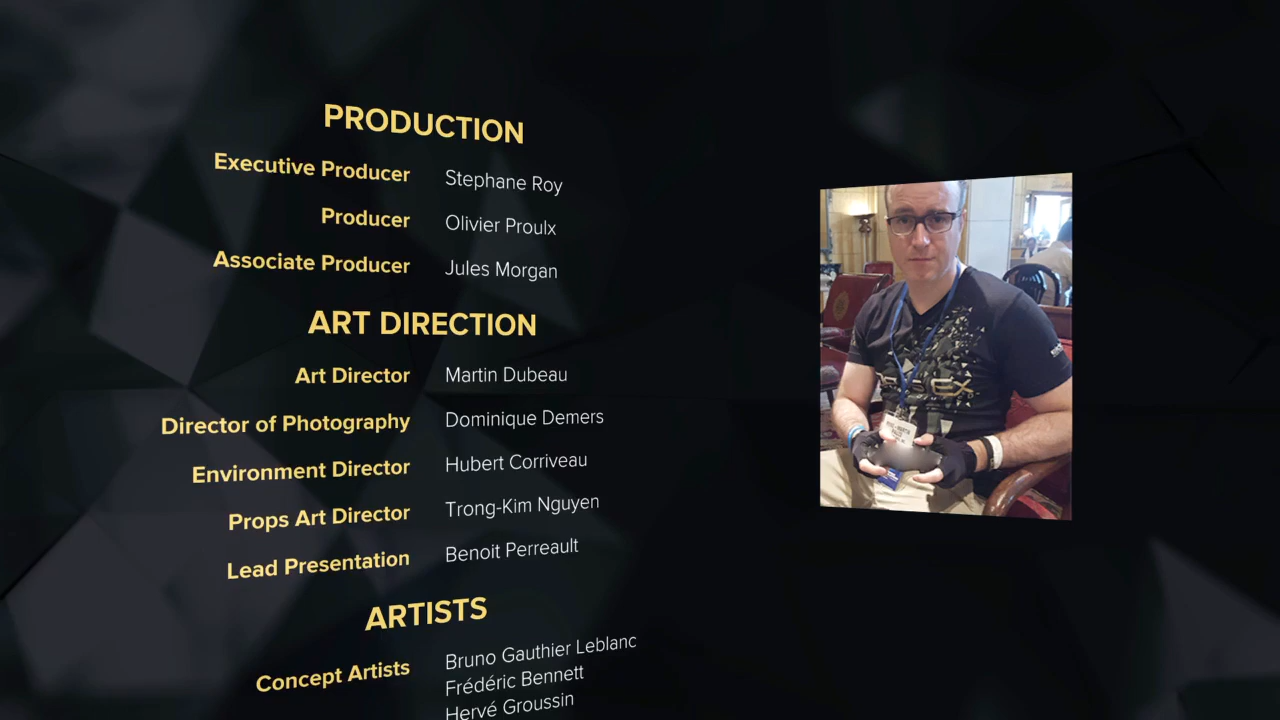 PRODUCTION
Executive Producer Stephane Roy
Producer Olivier Proulx
Associate Producer Jules Morgan
ART DIRECTION
Art Director Martin Dubeau
Director of Photography Dominique Demers
Environment Director Hubert Corriveau
Props Art Director Trong-Kim Nguyen
Lead Presentation Benoit Perreault
ARTISTS
Concept Artists Bruno Gauthier Leblanc
Frédéric Bennett
Hervé Groussin